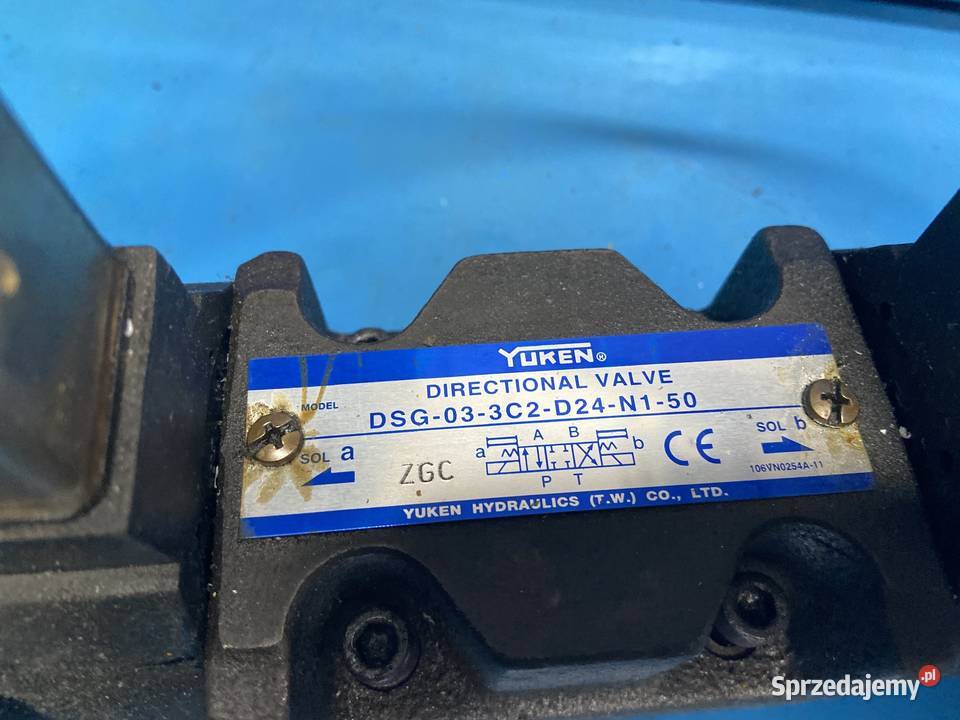 YUKEN®
DIRECTIONAL VALVE
MODEL DSG-03-3C2-D24-N1-50
SOL a
ZGC
a A B b
P T
CE
SOL b
106VN0254A-11
YUKEN HYDRAULICS (T.W.) CO., LTD.
Sprzedajemy.pl